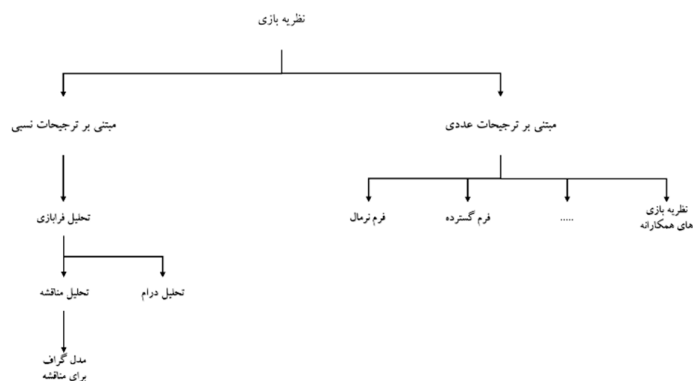 نظریه بازی
مبتنی بر ترجیحات عددی
مبتنی بر ترجیحات نسبی
نظریه بازی
های همکارانه
.....
فرم گسترده
فرم نرمال
تحلیل فرابازی
تحلیل درام
تحلیل مناقشه
مدل گراف
برای مناقشه